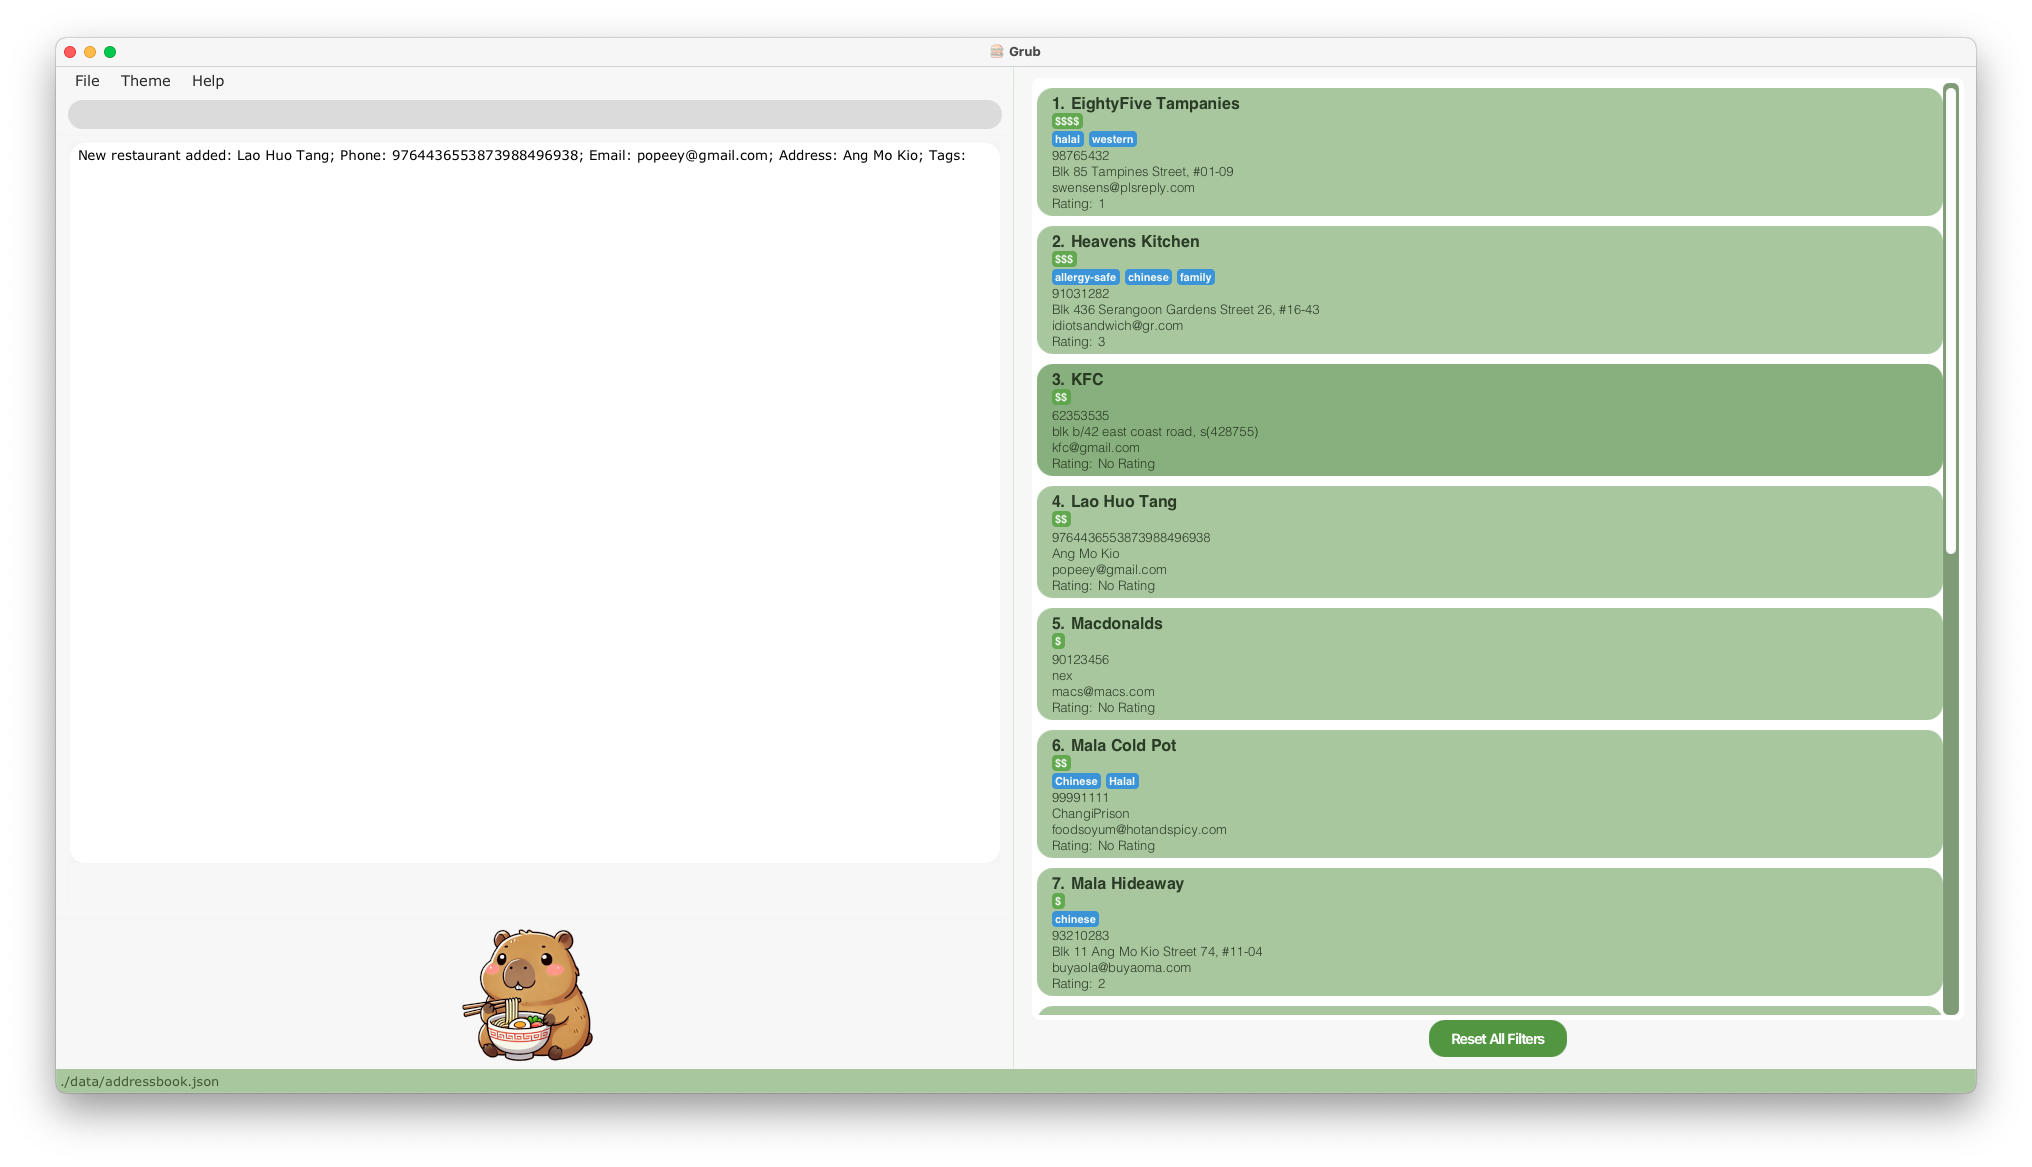 Grub
File Theme Help
New restaurant added: Lao Huo Tang; Phone: 9764436553873988496938; Email: popeey@gmail.com; Address: Ang Mo Kio; Tags:
1. EightyFive Tampanies
$$$$
halal western
98765432
Blk 85 Tampines Street, #01-09
swensens@plsreply.com
Rating: 1
2. Heavens Kitchen
$$$
allergy-safe chinese family
91031282
Blk 436 Serangoon Gardens Street 26, #16-43
idiotsandwich@gr.com
Rating: 3
3. KFC
$$
62353535
blk b/42 east coast road, s(428755)
kfc@gmail.com
Rating: No Rating
4. Lao Huo Tang
$$
9764436553873988496938
Ang Mo Kio
popeey@gmail.com
Rating: No Rating
5. Macdonalds
$
90123456
nex
macs@macs.com
Rating: No Rating
6. Mala Cold Pot
$$
Chinese Halal
99991111
ChangiPrison
foodsoyum@hotandspicy.com
Rating: No Rating
7. Mala Hideaway
$
chinese
93210283
Blk 11 Ang Mo Kio Street 74, #11-04
buyaola@buyaoma.com
Rating: 2
Reset All Filters
./data/addressbook.json